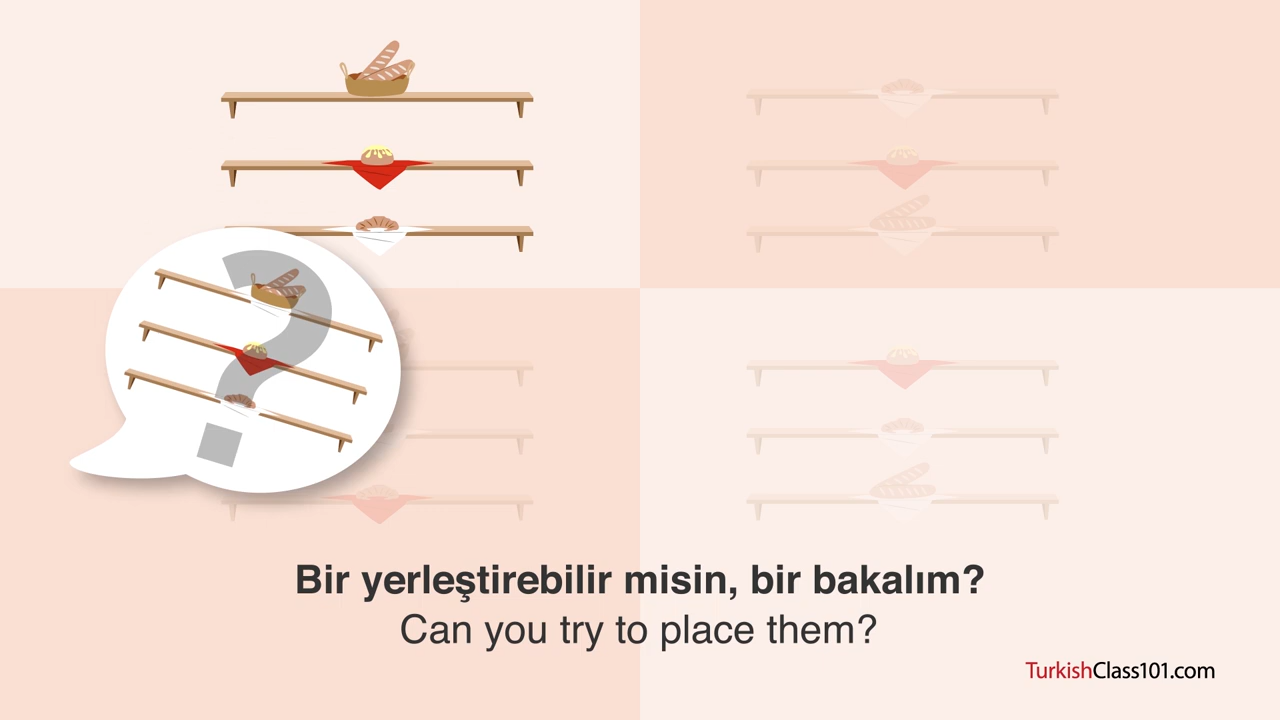 Bir yerleştirebilir misin, bir bakalım?
Can you try to place them?
TurkishClass101.com